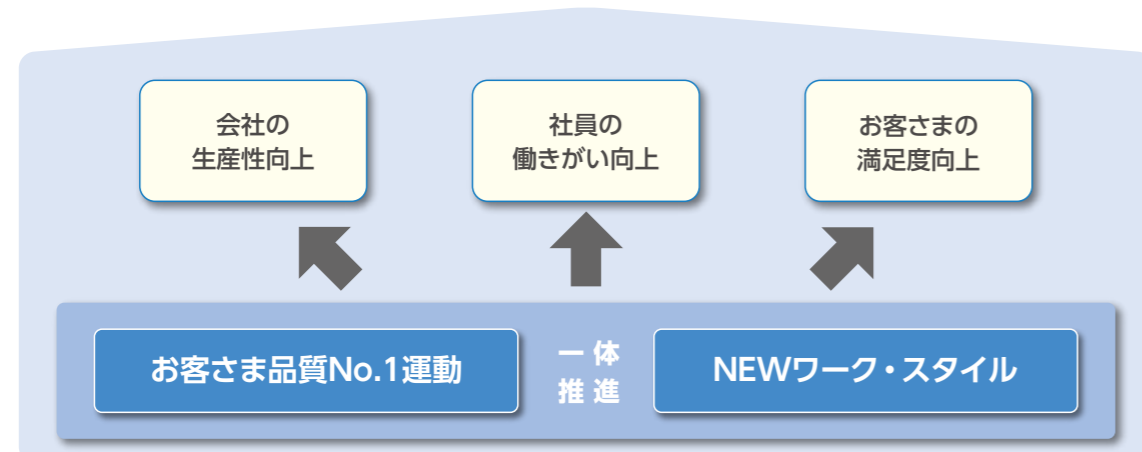 会社の
生産性向上
社員の
働きがい向上
お客さまの
満足度向上
お客さま品質No.1運動
一体
推進
NEWワーク・スタイル